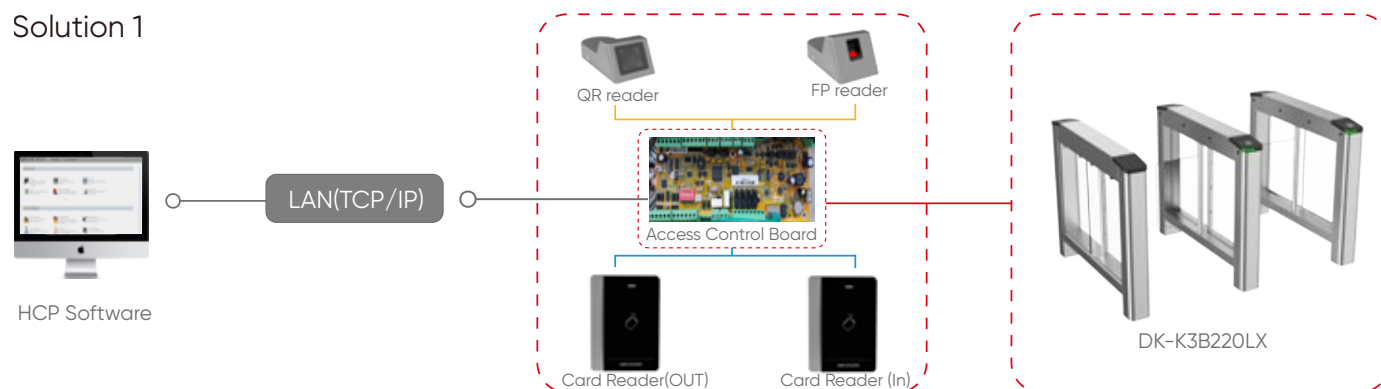 Solution 1
QR reader
FP reader
LAN(TCP/IP)
Access Control Board
HCP Software
Card Reader(OUT)
Card Reader (In)
DK-K3B220LX